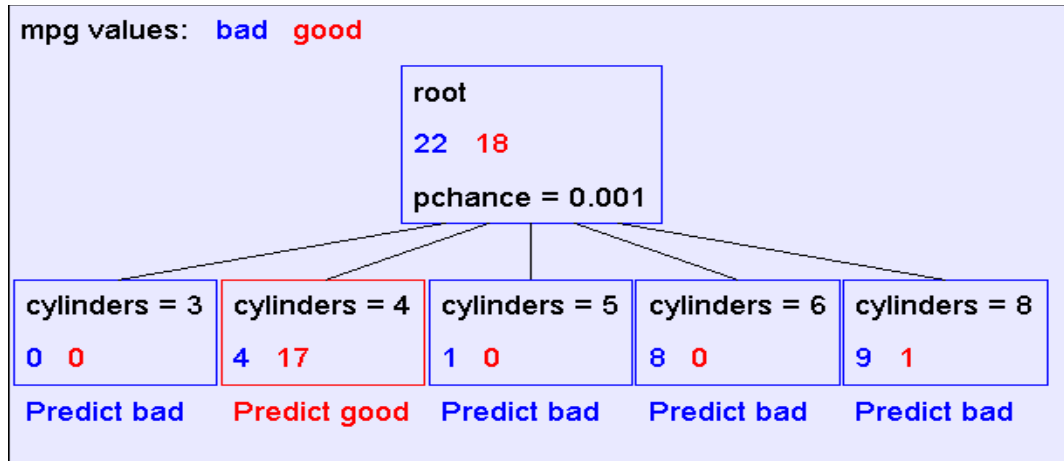 mpg values: bad good
root
22 18
pchance = 0.001
cylinders = 3 cylinders = 4 cylinders = 5 cylinders = 6 cylinders = 8
0 0 4 17 1 0 8 0 9 1
Predict bad Predict good Predict bad Predict bad Predict bad